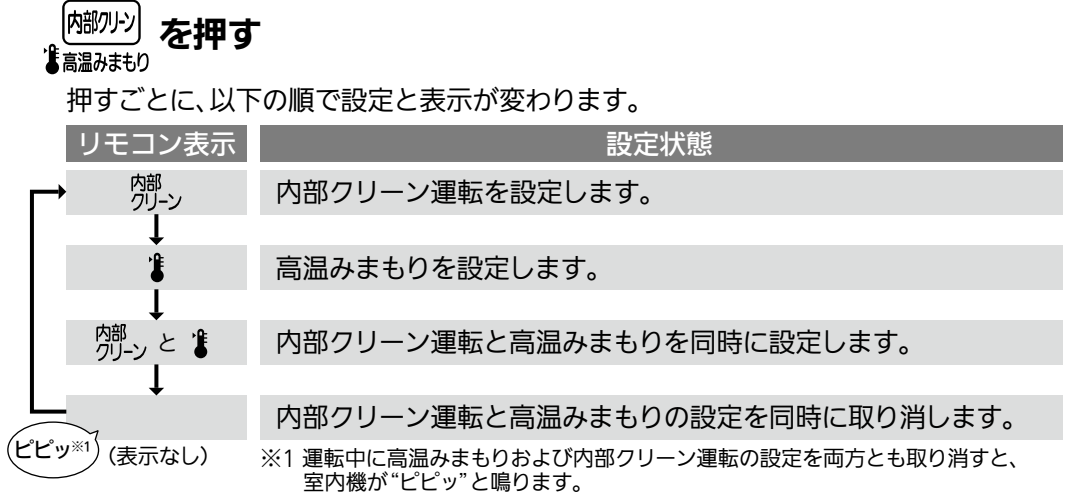 内部クリーン を押す
高温みまもり
押すごとに、以下の順で設定と表示が変わります。
リモコン表示 設定状態
内部クリーン 内部クリーン運転を設定します。
高温みまもりを設定します。
内部クリーン と 内部クリーン運転と高温みまもりを同時に設定します。
内部クリーン運転と高温みまもりの設定を同時に取り消します。
ピピッ※1 (表示なし)
※1 運転中に高温みまもりおよび内部クリーン運転の設定を両方とも取り消すと、
室内機が“ピピッ”と鳴ります。